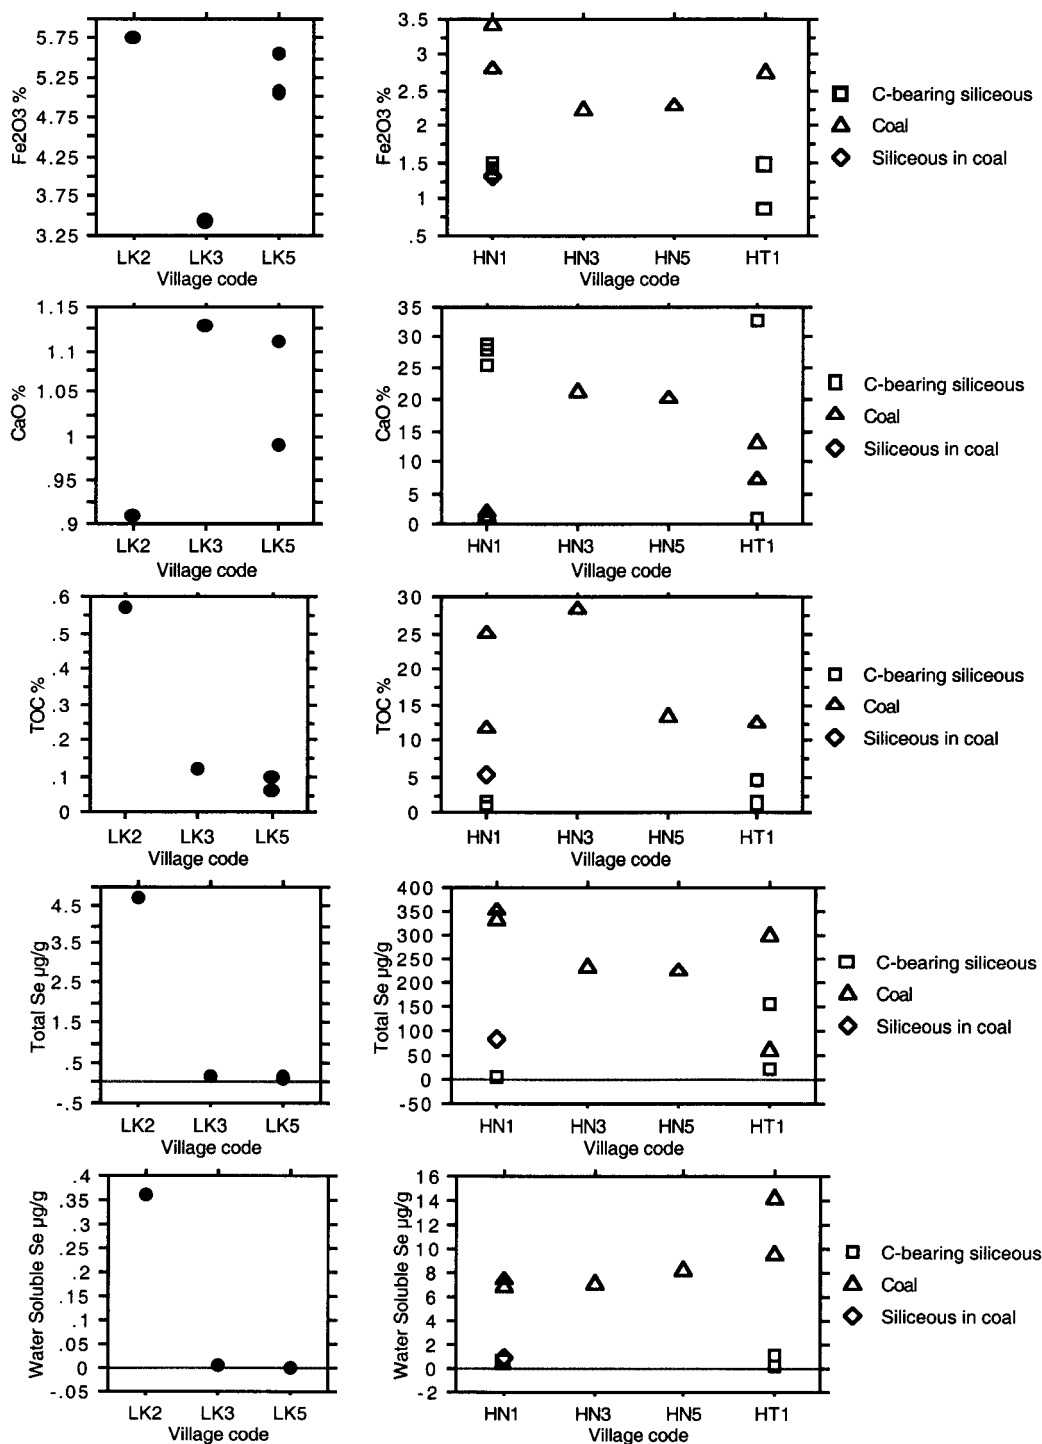 Fe2O3 %
5.75
5.25
4.75
4.25
3.75
3.25
LK2 LK3 LK5
Village code
Fe2O3 %
3.5
3
2.5
2
1.5
1
.5
HN1 HN3 HN5 HT1
Village code
C-bearing siliceous
Coal
Siliceous in coal
CaO %
1.15
1.1
1.05
1
.95
.9
LK2 LK3 LK5
Village code
CaO %
35
30
25
20
15
10
5
0
HN1 HN3 HN5 HT1
Village code
C-bearing siliceous
Coal
Siliceous in coal
TOC %
.6
.5
.4
.3
.2
.1
0
LK2 LK3 LK5
Village code
TOC %
30
25
20
15
10
5
0
HN1 HN3 HN5 HT1
Village code
C-bearing siliceous
Coal
Siliceous in coal
Total Se µg/g
4.5
3.5
2.5
1.5
.5
-.5
LK2 LK3 LK5
Village code
Total Se µg/g
400
350
300
250
200
150
100
50
0
-50
HN1 HN3 HN5 HT1
Village code
C-bearing siliceous
Coal
Siliceous in coal
Water Soluble Se µg/g
.4
.35
.3
.25
.2
.15
.1
.05
0
-.05
LK2 LK3 LK5
Village code
Water Soluble Se µg/g
16
14
12
10
8
6
4
2
0
-2
HN1 HN3 HN5 HT1
Village code
C-bearing siliceous
Coal
Siliceous in coal